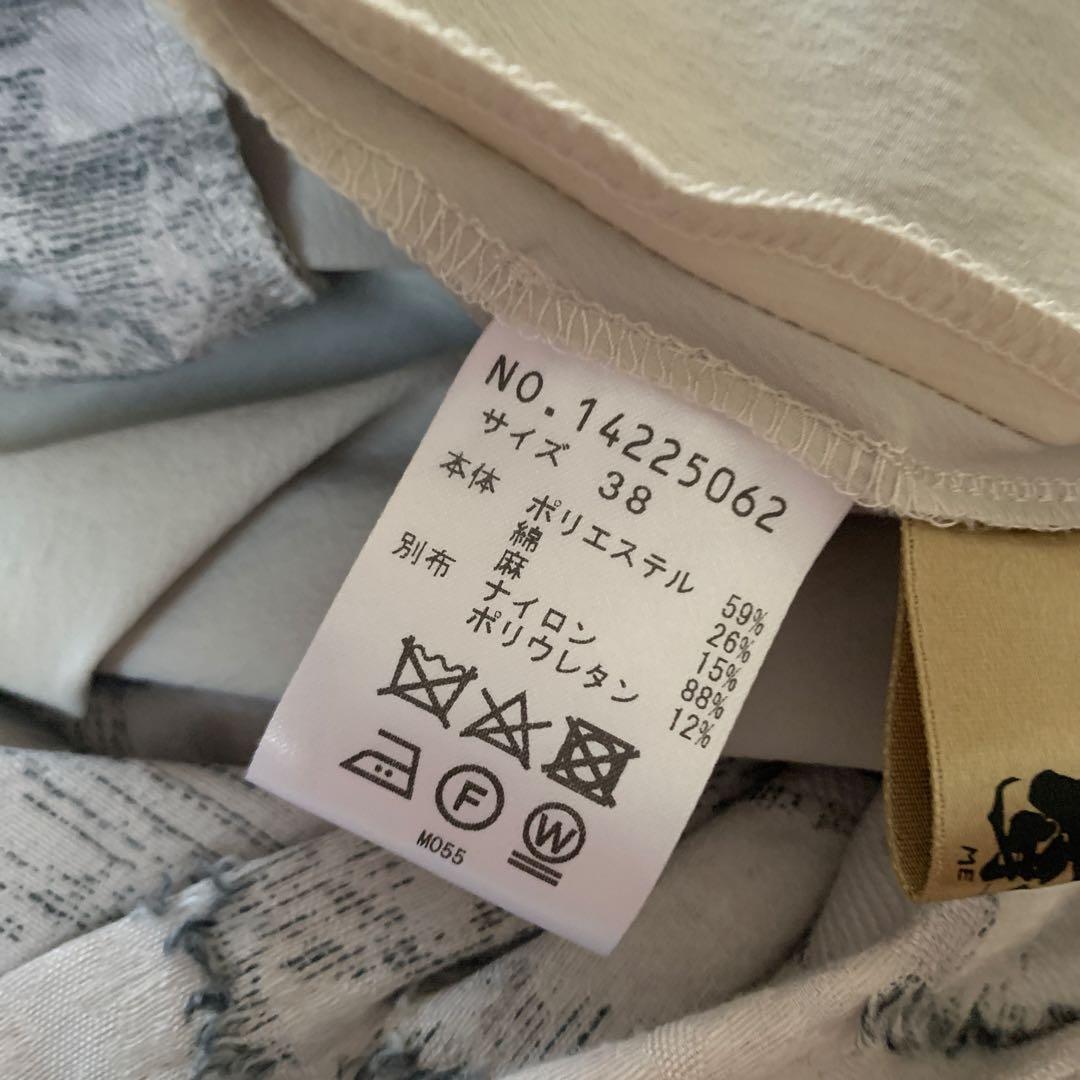 NO.14225062
サイズ 38
本体 ポリエステル 59%
綿 26%
麻 15%
別布 ナイロン 88%
ポリウレタン 12%
F
W
M055
ME